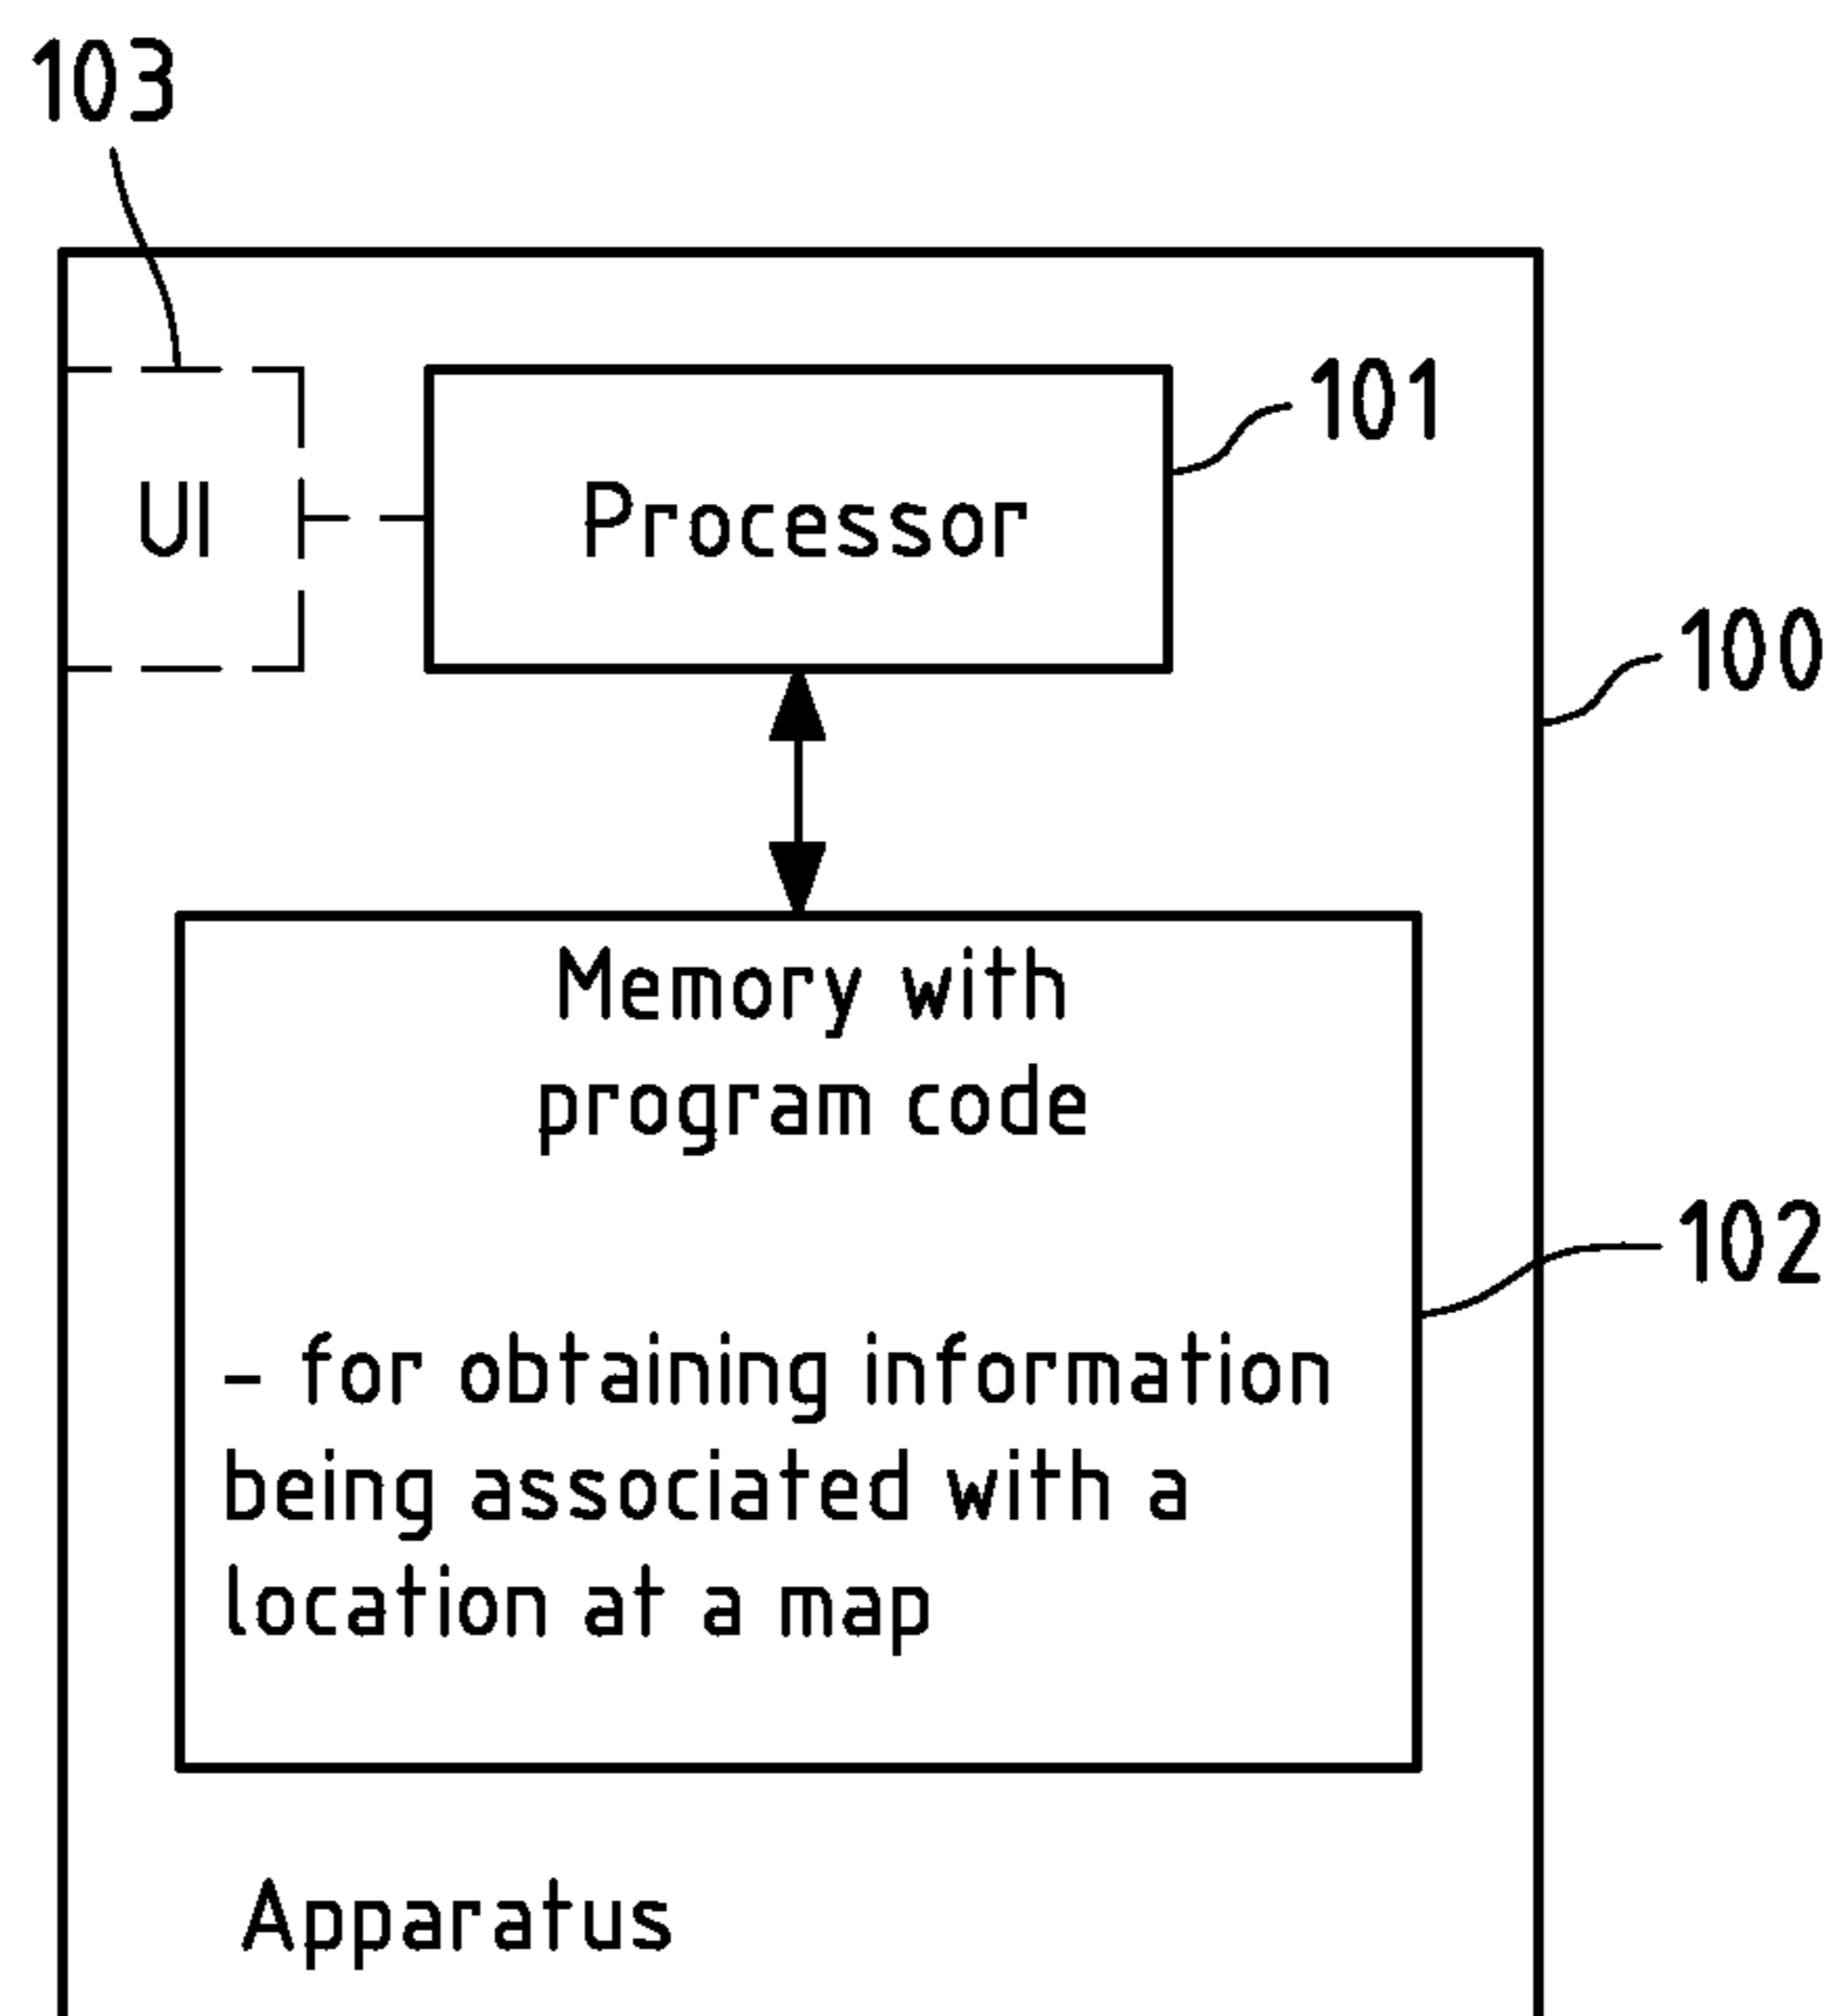 103
101
UI
Processor
100
Memory with
program code
102
- for obtaining information
being associated with a
location at a map
Apparatus